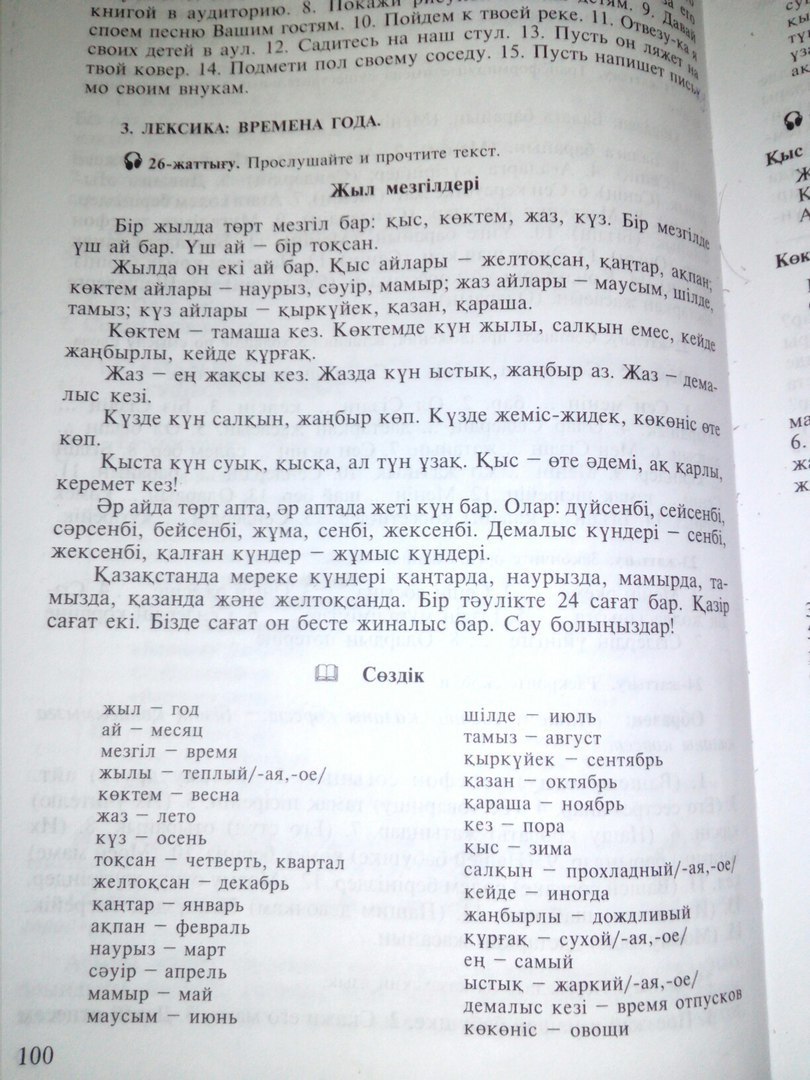 книгой в аудиторию. 8. Покажи детям. 9. Давай
споем песню Вашим гостям. 10. Пойдем к твоей реке. 11. Отвезу-ка я
своих детей в аул. 12. Садитесь на наш стул. 13. Пусть он ляжет на
твой ковер. 14. Подмети пол своему соседу. 15. Пусть напишет пись-
мо своим внукам.
3. ЛЕКСИКА: ВРЕМЕНА ГОДА.
26-жаттығу. Прослушайте и прочтите текст.
Жыл мезгілдері
Бір жылда төрт мезгіл бар: қыс, көктем, жаз, күз. Бір мезгілде
үш ай бар. Үш ай — бір тоқсан.
Жылда он екі ай бар. Қыс айлары — желтоқсан, қаңтар, ақпан;
көктем айлары — наурыз, сәуір, мамыр; жаз айлары — маусым, шілде,
тамыз; күз айлары — қыркүйек, қазан, қараша.
Көктем — тамаша кез. Көктемде күн жылы, салқын емес, кейде
жаңбырлы, кейде құрғақ.
Жаз — ең жақсы кез. Жазда күн ыстық, жаңбыр аз. Жаз — дема-
лыс кезі.
Күзде күн салқын, жаңбыр көп. Күзде жеміс-жидек, көкөніс өте
көп.
Қыста күн суық, қысқа, ал түн ұзақ. Қыс — өте әдемі, ақ қарлы,
керемет кез!
Әр айда төрт апта, әр аптада жеті күн бар. Олар: дүйсенбі, сейсенбі,
сәрсенбі, бейсенбі, жұма, сенбі, жексенбі. Демалыс күндері — сенбі,
жексенбі, қалған күндер — жұмыс күндері.
Қазақстанда мереке күндері қаңтарда, наурызда, мамырда, та-
мызда, қазанда және желтоқсанда. Бір тәулікте 24 сағат бар. Қазір
сағат екі. Бізде сағат он бесте жиналыс бар. Сау болыңыздар!
Сөздік
жыл — год
ай — месяц
мезгіл — время
жылы — теплый/-ая,-ое/
көктем — весна
жаз — лето
күз — осень
тоқсан — четверть, квартал
желтоқсан — декабрь
қаңтар — январь
ақпан — февраль
наурыз — март
сәуір — апрель
мамыр — май
маусым — июнь
шілде — июль
тамыз — август
қыркүйек — сентябрь
қазан — октябрь
қараша — ноябрь
кез — пора
қыс — зима
салқын — прохладный/-ая,-ое/
кейде — иногда
жаңбырлы — дождливый
құрғақ — сухой/-ая,-ое/
ең — самый
ыстық — жаркий/-ая,-ое/
демалыс кезі — время отпусков
көкөніс — овощи
100
Қыс